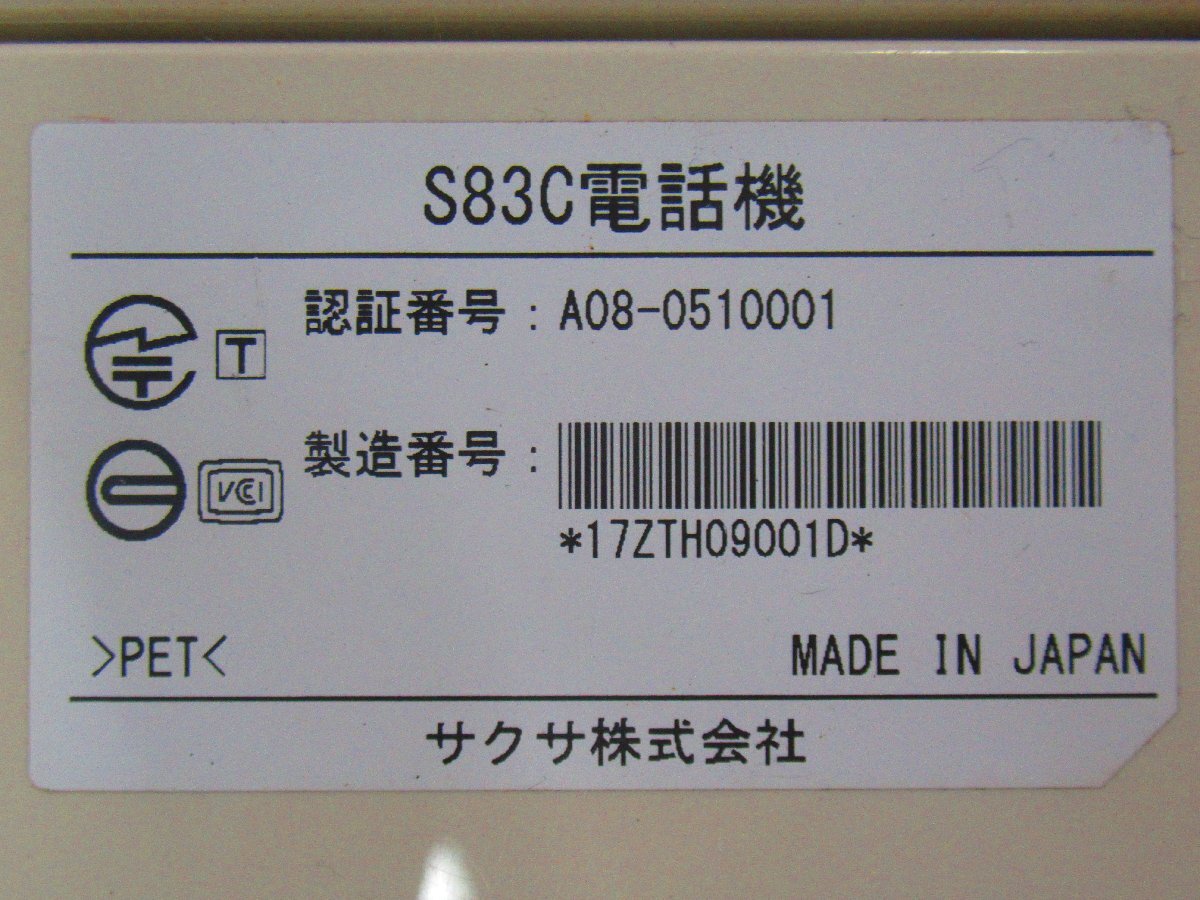 S83C電話機
認証番号：A08-0510001
T
製造番号：
VCI
*17ZTH09001D*
>PET<
MADE IN JAPAN
サクサ株式会社